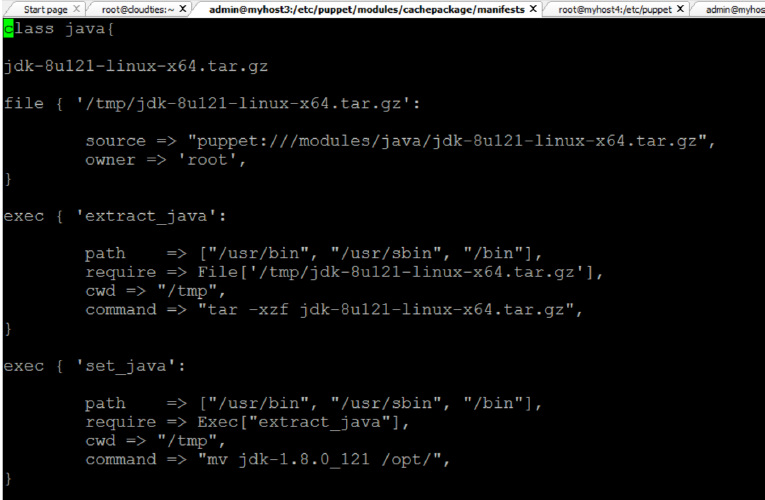 Start page X root@cloudties:~ X admin@myhost3:/etc/puppet/modules/cachepackage/manifests X root@myhost4:/etc/puppet X admin@myhos
class java{
jdk-8u121-linux-x64.tar.gz
file { '/tmp/jdk-8u121-linux-x64.tar.gz':
source => "puppet:///modules/java/jdk-8u121-linux-x64.tar.gz",
owner => 'root',
}
exec { 'extract_java':
path    => ["/usr/bin", "/usr/sbin", "/bin"],
require => File['/tmp/jdk-8u121-linux-x64.tar.gz'],
cwd => "/tmp",
command => "tar -xzf jdk-8u121-linux-x64.tar.gz",
}
exec { 'set_java':
path    => ["/usr/bin", "/usr/sbin", "/bin"],
require => Exec["extract_java"],
cwd => "/tmp",
command => "mv jdk-1.8.0_121 /opt/",
}